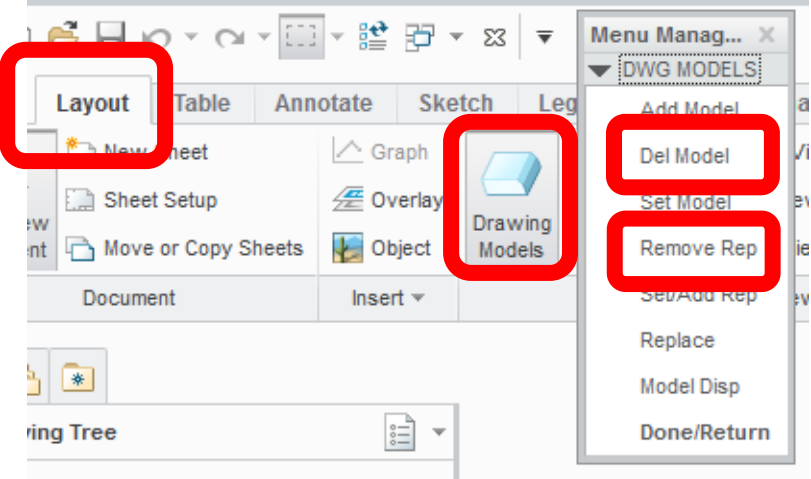 Menu Manag...
DWG MODELS
Layout
Table
Annotate
Sketch
Leg
Add Model
New Sheet
Graph
Del Model
Sheet Setup
Overlay
Set Model
Drawing
Models
Move or Copy Sheets
Object
Remove Rep
Document
Insert
Set/Add Rep
Replace
Model Disp
Tree
Done/Return